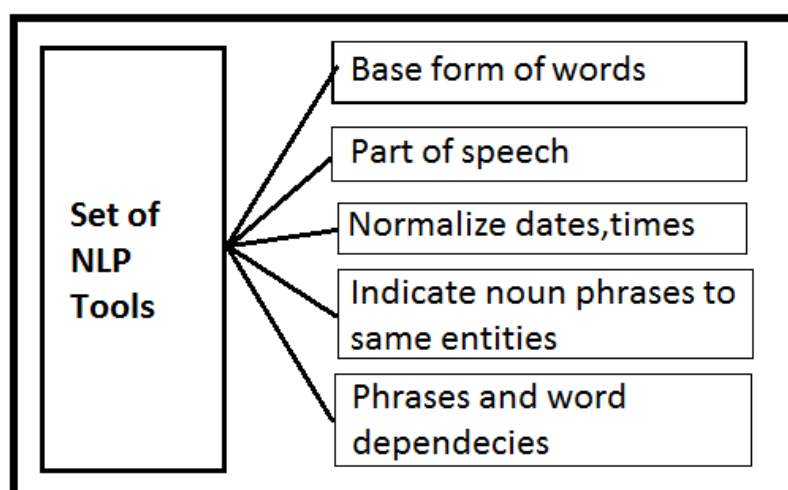 Set of
NLP
Tools
Base form of words
Part of speech
Normalize dates,times
Indicate noun phrases to
same entities
Phrases and word
dependecies